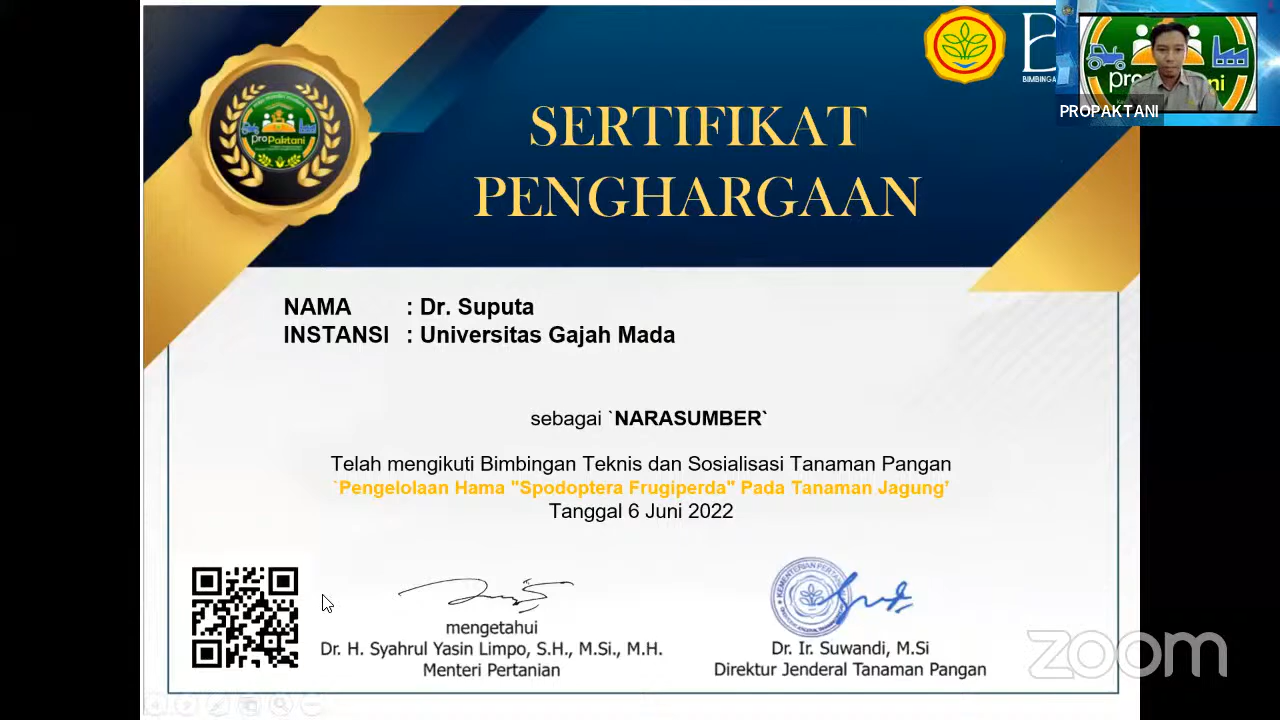 SERTIFIKAT
PENGHARGAAN
proPaktani
PROPAKTANI
NAMA : Dr. Suputa
INSTANSI : Universitas Gajah Mada
sebagai `NARASUMBER`
Telah mengikuti Bimbingan Teknis dan Sosialisasi Tanaman Pangan
`Pengelolaan Hama "Spodoptera Frugiperda" Pada Tanaman Jagung'
Tanggal 6 Juni 2022
mengetahui
Dr. H. Syahrul Yasin Limpo, S.H., M.Si., M.H.
Menteri Pertanian
Dr. Ir. Suwandi, M.Si
Direktur Jenderal Tanaman Pangan
zoom